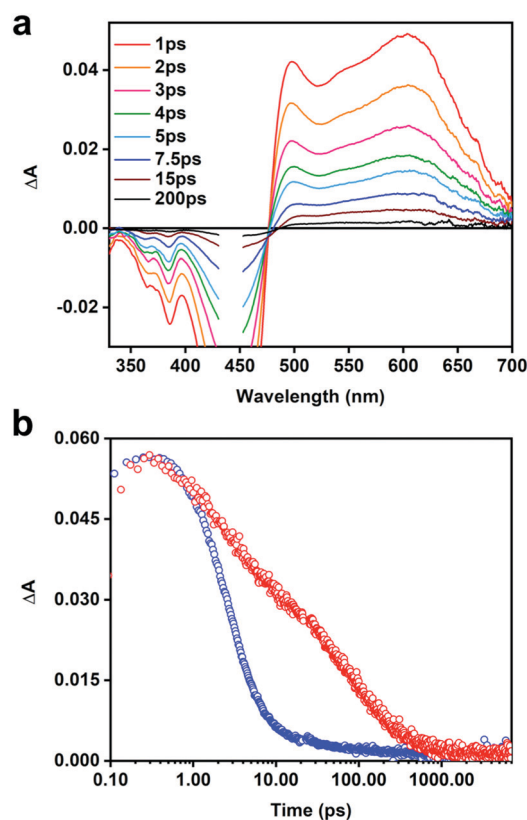 a
1ps
2ps
3ps
4ps
5ps
7.5ps
15ps
200ps
0.04
0.02
0.00
-0.02
ΔA
350 400 450 500 550 600 650 700
Wavelength (nm)
b
0.060
0.045
0.030
0.015
0.000
ΔA
0.10 1.00 10.00 100.00 1000.00
Time (ps)